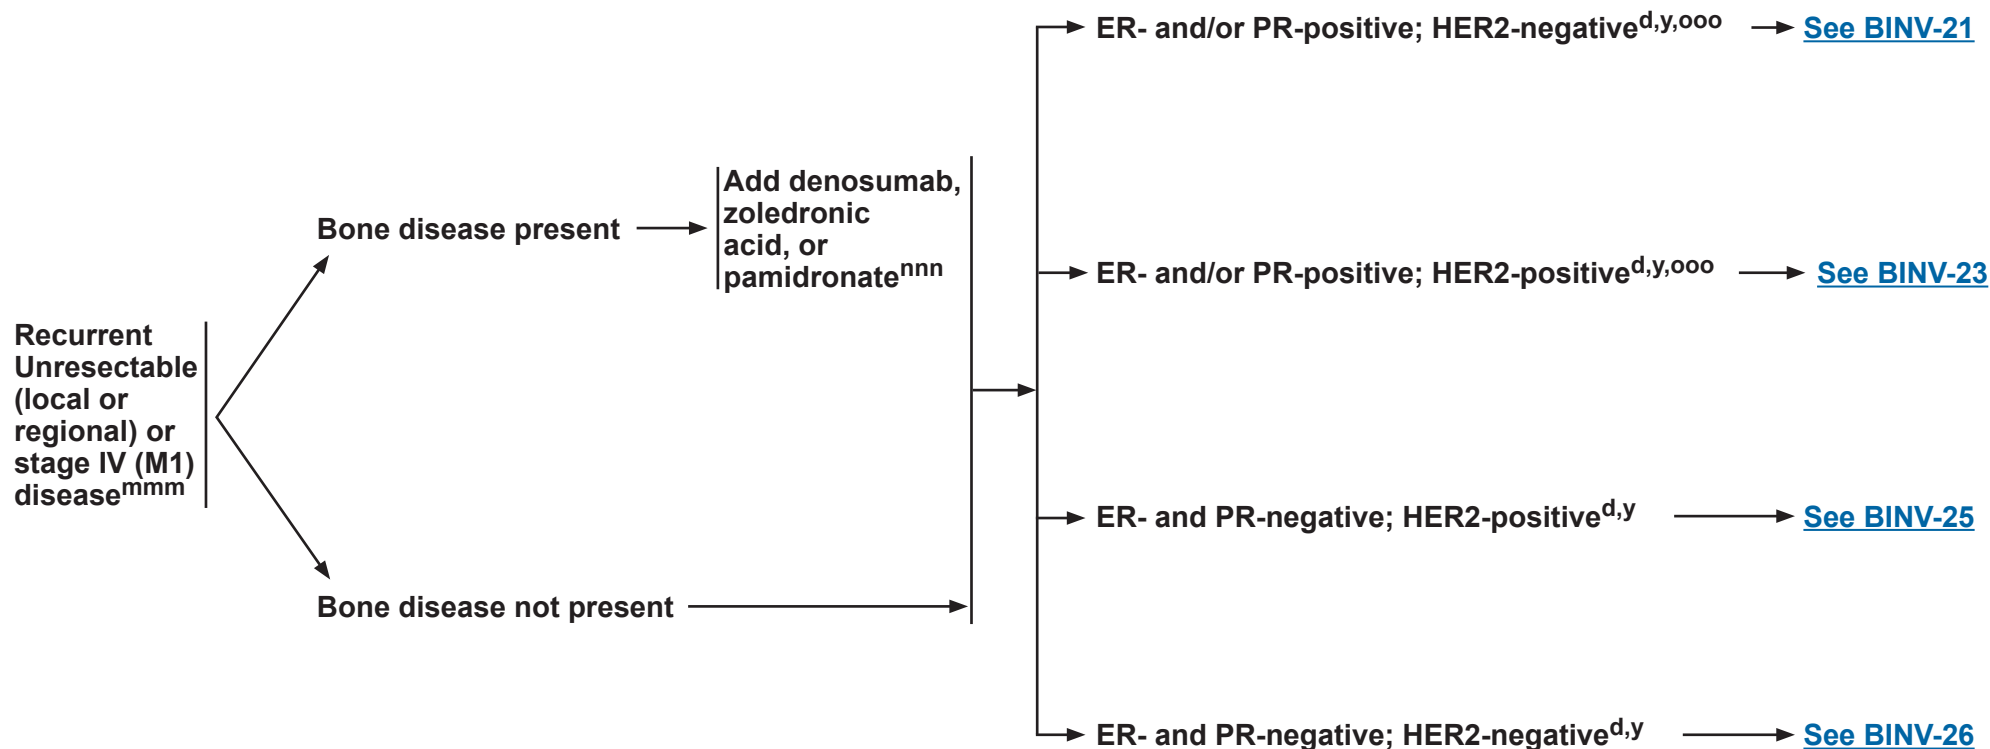 Recurrent
Unresectable
(local or
regional) or
stage IV (M1)
diseasemmm
Bone disease present
Bone disease not present
Add denosumab,
zoledronic
acid, or
pamidronatennn
ER- and/or PR-positive; HER2-negatived,y,ooo
See BINV-21
ER- and/or PR-positive; HER2-positived,y,ooo
See BINV-23
ER- and PR-negative; HER2-positived,y
See BINV-25
ER- and PR-negative; HER2-negatived,y
See BINV-26